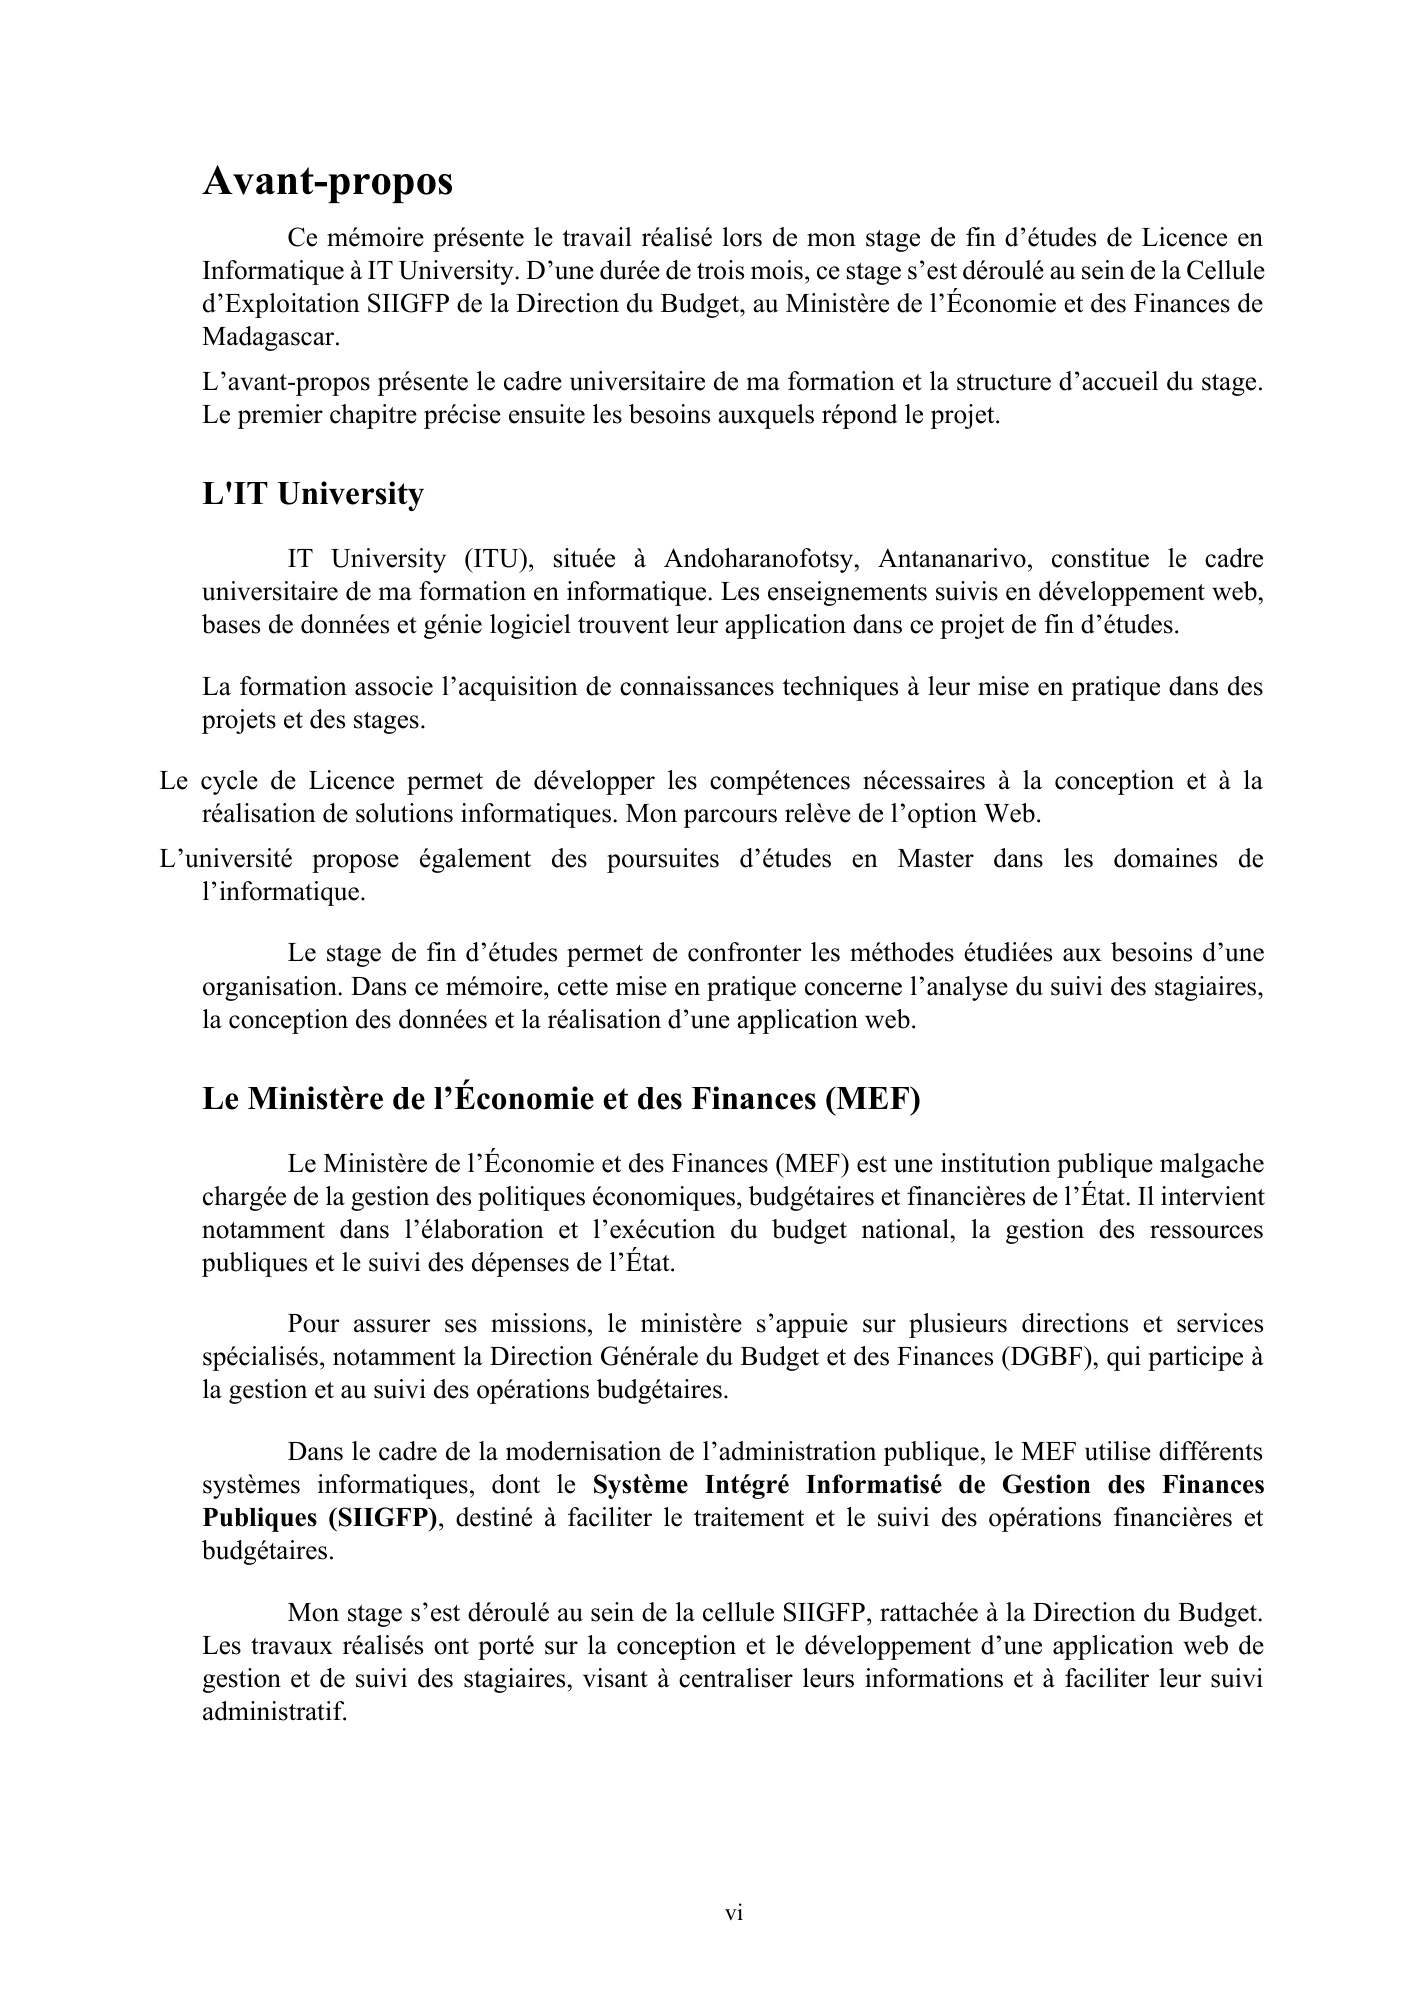 Avant-propos
Ce mémoire présente le travail réalisé lors de mon stage de fin d’études de Licence en
Informatique à IT University. D’une durée de trois mois, ce stage s’est déroulé au sein de la Cellule
d’Exploitation SIIGFP de la Direction du Budget, au Ministère de l’Économie et des Finances de
Madagascar.
L’avant-propos présente le cadre universitaire de ma formation et la structure d’accueil du stage.
Le premier chapitre précise ensuite les besoins auxquels répond le projet.
L'IT University
IT University (ITU), située à Andoharanofotsy, Antananarivo, constitue le cadre
universitaire de ma formation en informatique. Les enseignements suivis en développement web,
bases de données et génie logiciel trouvent leur application dans ce projet de fin d’études.
La formation associe l’acquisition de connaissances techniques à leur mise en pratique dans des
projets et des stages.
Le cycle de Licence permet de développer les compétences nécessaires à la conception et à la
réalisation de solutions informatiques. Mon parcours relève de l’option Web.
L’université propose également des poursuites d’études en Master dans les domaines de
l’informatique.
Le stage de fin d’études permet de confronter les méthodes étudiées aux besoins d’une
organisation. Dans ce mémoire, cette mise en pratique concerne l’analyse du suivi des stagiaires,
la conception des données et la réalisation d’une application web.
Le Ministère de l’Économie et des Finances (MEF)
Le Ministère de l’Économie et des Finances (MEF) est une institution publique malgache
chargée de la gestion des politiques économiques, budgétaires et financières de l’État. Il intervient
notamment dans l’élaboration et l’exécution du budget national, la gestion des ressources
publiques et le suivi des dépenses de l’État.
Pour assurer ses missions, le ministère s’appuie sur plusieurs directions et services
spécialisés, notamment la Direction Générale du Budget et des Finances (DGBF), qui participe à
la gestion et au suivi des opérations budgétaires.
Dans le cadre de la modernisation de l’administration publique, le MEF utilise différents
systèmes informatiques, dont le Système Intégré Informatisé de Gestion des Finances
Publiques (SIIGFP), destiné à faciliter le traitement et le suivi des opérations financières et
budgétaires.
Mon stage s’est déroulé au sein de la cellule SIIGFP, rattachée à la Direction du Budget.
Les travaux réalisés ont porté sur la conception et le développement d’une application web de
gestion et de suivi des stagiaires, visant à centraliser leurs informations et à faciliter leur suivi
administratif.
vi